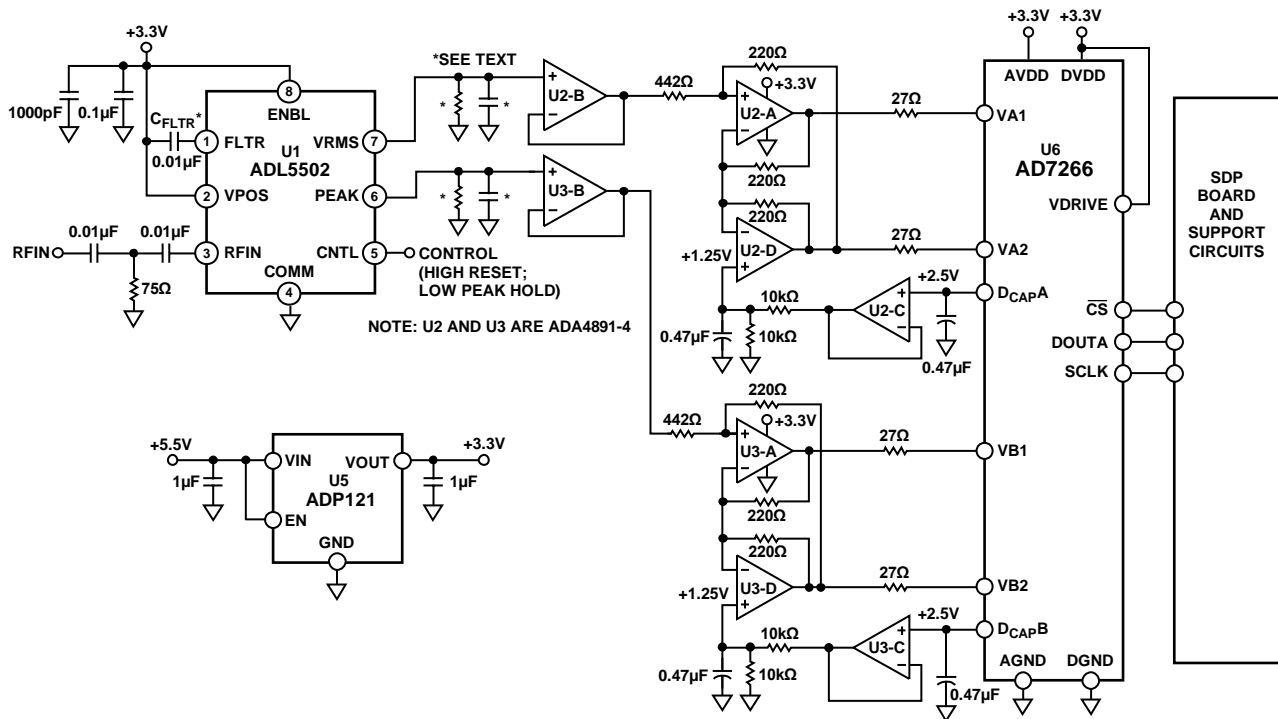 +3.3V
1000pF
0.1µF
C_FLTR*
0.01µF
8
ENBL
1
FLTR
U1
ADL5502
VRMS
7
2
VPOS
PEAK
6
RFIN
0.01µF
0.01µF
3
RFIN
CNTL
5
COMM
4
75Ω
CONTROL
(HIGH RESET;
LOW PEAK HOLD)
NOTE: U2 AND U3 ARE ADA4891-4
*SEE TEXT
*
*
+
U2-B
–
*
*
+
U3-B
–
442Ω
220Ω
+
+3.3V
U2-A
–
220Ω
220Ω
–
U2-D
+1.25V
+
27Ω
27Ω
10kΩ
10kΩ
0.47µF
+
U2-C
–
+2.5V
0.47µF
442Ω
220Ω
+
+3.3V
U3-A
–
220Ω
220Ω
–
U3-D
+1.25V
+
27Ω
27Ω
10kΩ
10kΩ
0.47µF
+
U3-C
–
+2.5V
0.47µF
+3.3V
+3.3V
AVDD
DVDD
VA1
U6
AD7266
VDRIVE
VA2
D_CAPA
C̅S̅
DOUTA
SCLK
VB1
VB2
D_CAPB
AGND
DGND
SDP
BOARD
AND
SUPPORT
CIRCUITS
+5.5V
1µF
VIN
VOUT
U5
ADP121
EN
GND
1µF
+3.3V